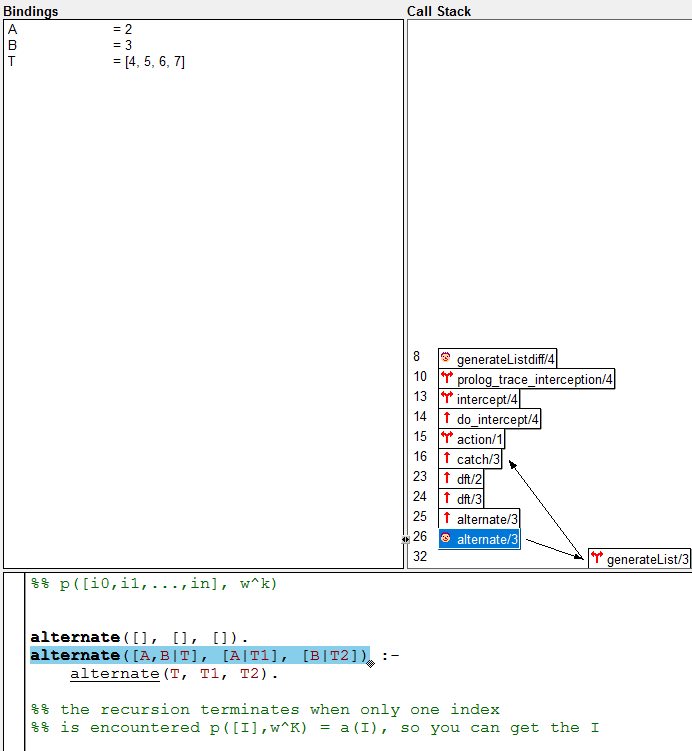 Bindings
A = 2
B = 3
T = [4, 5, 6, 7]
Call Stack
8 generateListdiff/4
10 prolog_trace_interception/4
13 intercept/4
14 do_intercept/4
15 action/1
16 catch/3
23 dft/2
24 dft/3
25 alternate/3
26 alternate/3
32 generateList/3
%% p([i0,i1,...,in], w^k)
alternate([], [], []).
alternate([A,B|T], [A|T1], [B|T2]) :-
alternate(T, T1, T2).
%% the recursion terminates when only one index
%% is encountered p([I],w^K) = a(I), so you can get the I